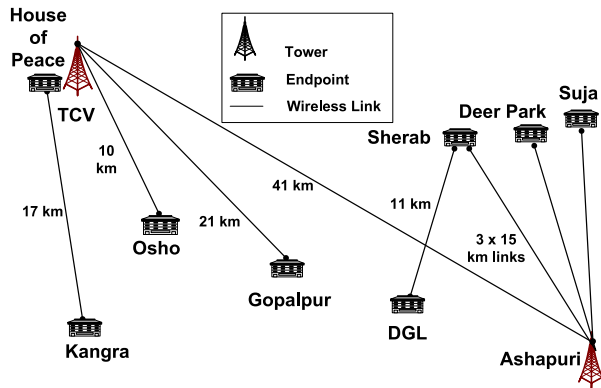 House
of
Peace
TCV
Tower
Endpoint
Wireless Link
Suja
Deer Park
Sherab
10
km
41 km
11 km
17 km
21 km
3 x 15
km links
Osho
Gopalpur
DGL
Kangra
Ashapuri